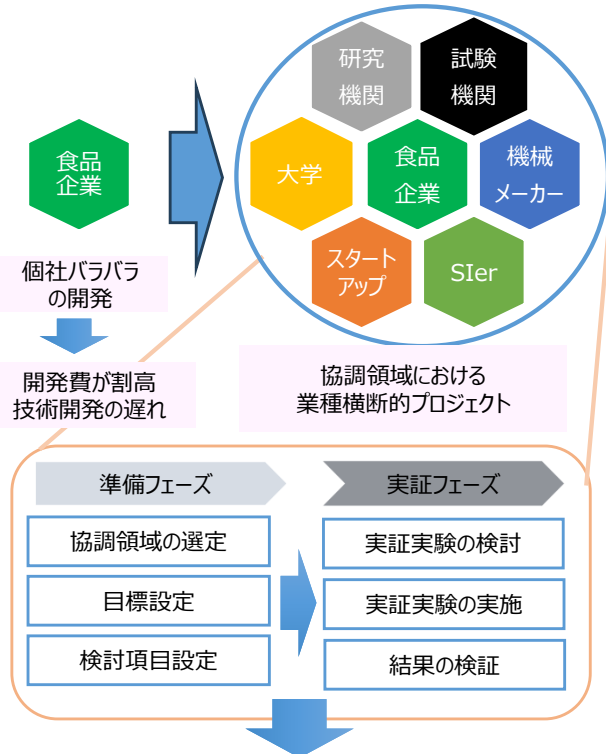 研究
機関
試験
機関
食品
企業
大学
食品
企業
機械
メーカー
スタート
アップ
SIer
個社バラバラ
の開発
開発費が割高
技術開発の遅れ
協調領域における
業種横断的プロジェクト
準備フェーズ
実証フェーズ
協調領域の選定
目標設定
検討項目設定
実証実験の検討
実証実験の実施
結果の検証